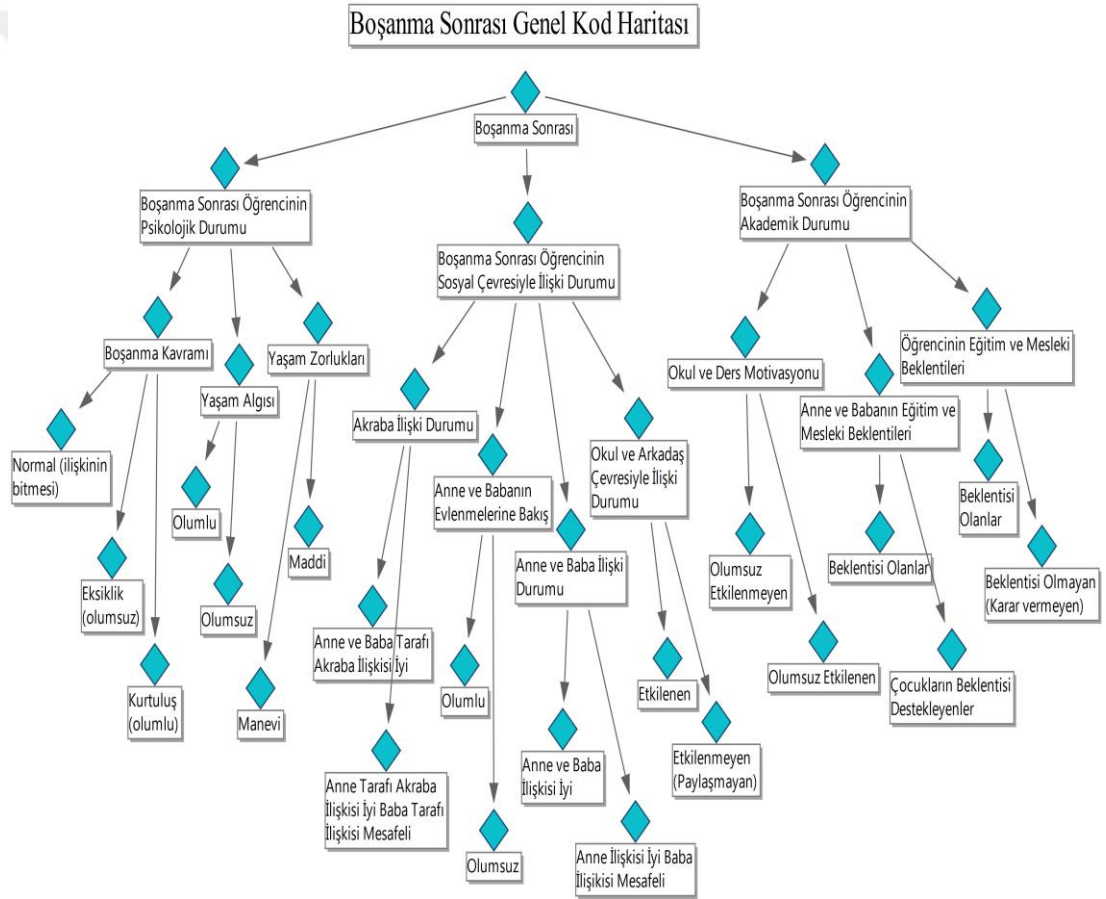 Boşanma Sonrası Genel Kod Haritası
Boşanma Sonrası
Boşanma Sonrası Öğrencinin
Psikolojik Durumu
Boşanma Sonrası Öğrencinin
Sosyal Çevresiyle İlişki Durumu
Boşanma Sonrası Öğrencinin
Akademik Durumu
Boşanma Kavramı
Yaşam Algısı
Yaşam Zorlukları
Normal (ilişkinin
bitmesi)
Eksiklik
(olumsuz)
Kurtuluş
(olumlu)
Olumlu
Olumsuz
Maddi
Manevi
Akraba İlişki Durumu
Anne ve Babanın
Evlenmelerine Bakış
Anne ve Baba İlişki
Durumu
Okul ve Arkadaş
Çevresiyle İlişki
Durumu
Anne ve Baba Tarafı
Akraba İlişkisi İyi
Anne Tarafı Akraba
İlişkisi İyi Baba Tarafı
İlişkisi Mesafeli
Olumlu
Olumsuz
Anne ve Baba
İlişkisi İyi
Anne İlişkisi İyi Baba
İlişikisi Mesafeli
Etkilenen
Etkilenmeyen
(Paylaşmayan)
Okul ve Ders Motivasyonu
Anne ve Babanın Eğitim ve
Mesleki Beklentileri
Öğrencinin Eğitim ve Mesleki
Beklentileri
Olumsuz
Etkilenmeyen
Olumsuz Etkilenen
Beklentisi Olanlar
Çocukların Beklentisi
Destekleyenler
Beklentisi
Olanlar
Beklentisi Olmayan
(Karar vermeyen)